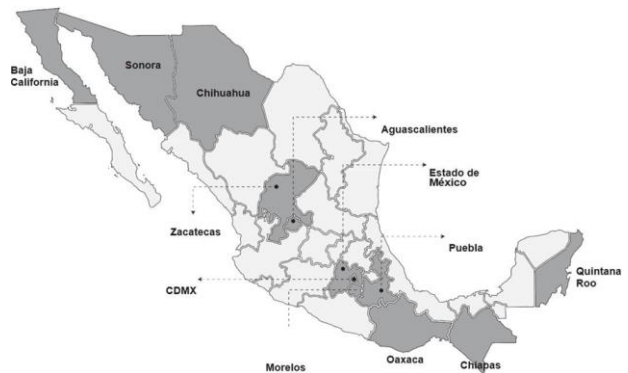 Baja
California
Sonora
Chihuahua
Aguascalientes
Estado de
México
Zacatecas
Puebla
CDMX
Quintana
Roo
Morelos
Oaxaca
Chiapas